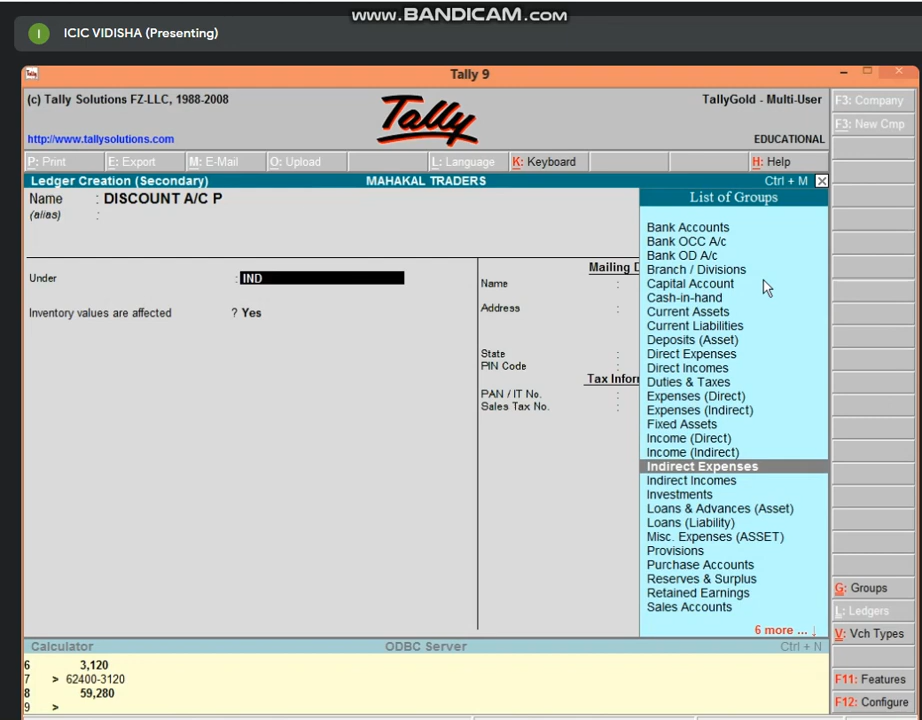 www.BANDICAM.com
I ICIC VIDISHA (Presenting)
Tally Tally 9
(c) Tally Solutions FZ-LLC, 1988-2008 Tally TallyGold - Multi-User F3: Company
F3: New Cmp
http://www.tallysolutions.com EDUCATIONAL
P: Print E: Export M: E-Mail O: Upload L: Language K: Keyboard H: Help
Ledger Creation (Secondary) MAHAKAL TRADERS Ctrl + M
Name : DISCOUNT A/C P
(alias) :
Under : IND
Inventory values are affected ? Yes
Mailing D
Name :
Address :
State :
PIN Code :
Tax Infor
PAN / IT No. :
Sales Tax No. :
List of Groups
Bank Accounts
Bank OCC A/c
Bank OD A/c
Branch / Divisions
Capital Account
Cash-in-hand
Current Assets
Current Liabilities
Deposits (Asset)
Direct Expenses
Direct Incomes
Duties & Taxes
Expenses (Direct)
Expenses (Indirect)
Fixed Assets
Income (Direct)
Income (Indirect)
Indirect Expenses
Indirect Incomes
Investments
Loans & Advances (Asset)
Loans (Liability)
Misc. Expenses (ASSET)
Provisions
Purchase Accounts
Reserves & Surplus
Retained Earnings
Sales Accounts
6 more ... ↓
G: Groups
L: Ledgers
V: Vch Types
F11: Features
F12: Configure
Calculator ODBC Server Ctrl + N
6 3,120
7 > 62400-3120
8 59,280
9 >